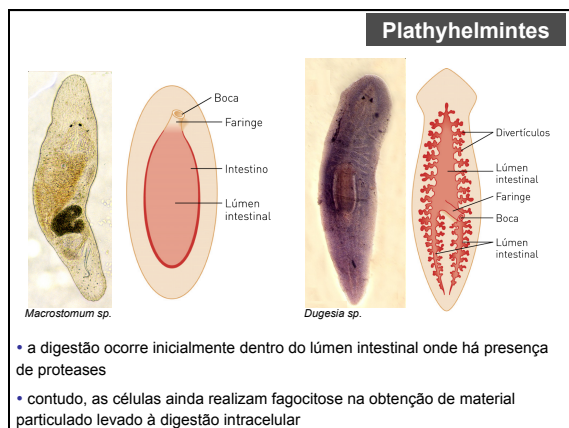 Plathyhelmintes
Boca
Faringe
Intestino
Lúmen
intestinal
Macrostomum sp.
Divertículos
Lúmen
intestinal
Faringe
Boca
Lúmen
intestinal
Dugesia sp.
• a digestão ocorre inicialmente dentro do lúmen intestinal onde há presença
de proteases
• contudo, as células ainda realizam fagocitose na obtenção de material
particulado levado à digestão intracelular